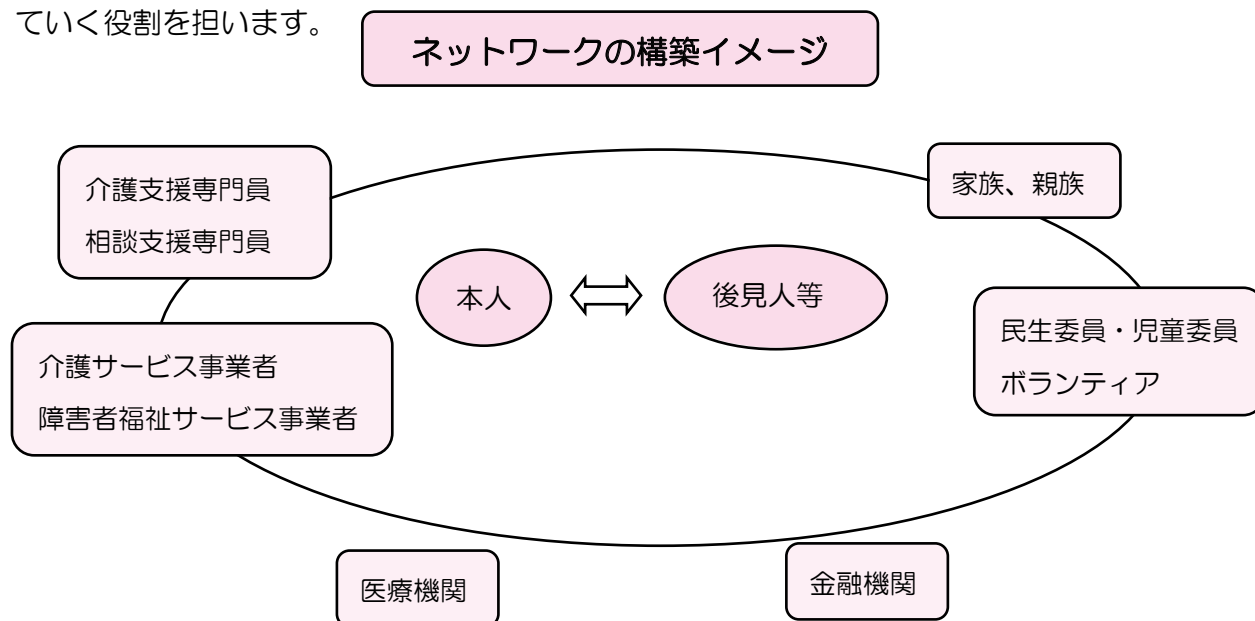 ていく役割を担います。
ネットワークの構築イメージ
介護支援専門員
相談支援専門員
家族、親族
本人
後見人等
介護サービス事業者
障害者福祉サービス事業者
民生委員・児童委員
ボランティア
医療機関
金融機関